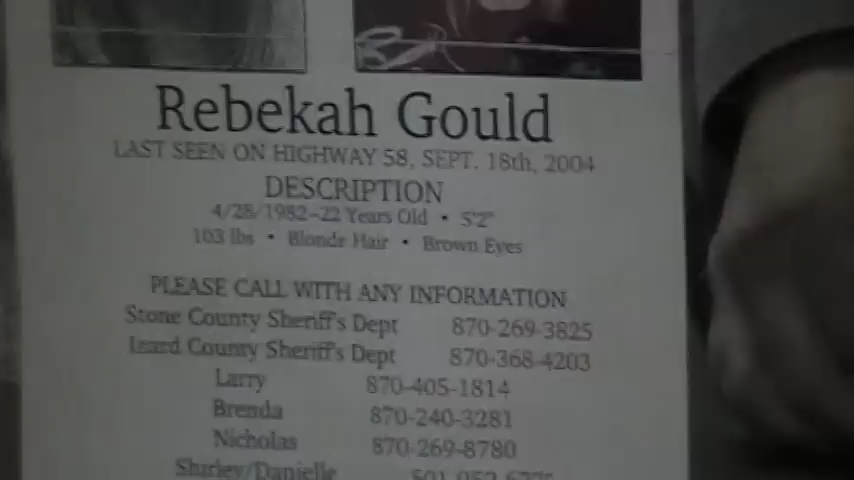 Rebekah Gould
LAST SEEN ON HIGHWAY 58, SEPT. 18th, 2004
DESCRIPTION
4/28/1982-22 Years Old • 5'2"
103 lbs • Blonde Hair • Brown Eyes
PLEASE CALL WITH ANY INFORMATION
Stone County Sheriff's Dept 870-269-3825
Izard County Sheriff's Dept 870-368-4203
Larry 870-405-1814
Brenda 870-240-3281
Nicholas 870-269-8780
Shirley/Danielle